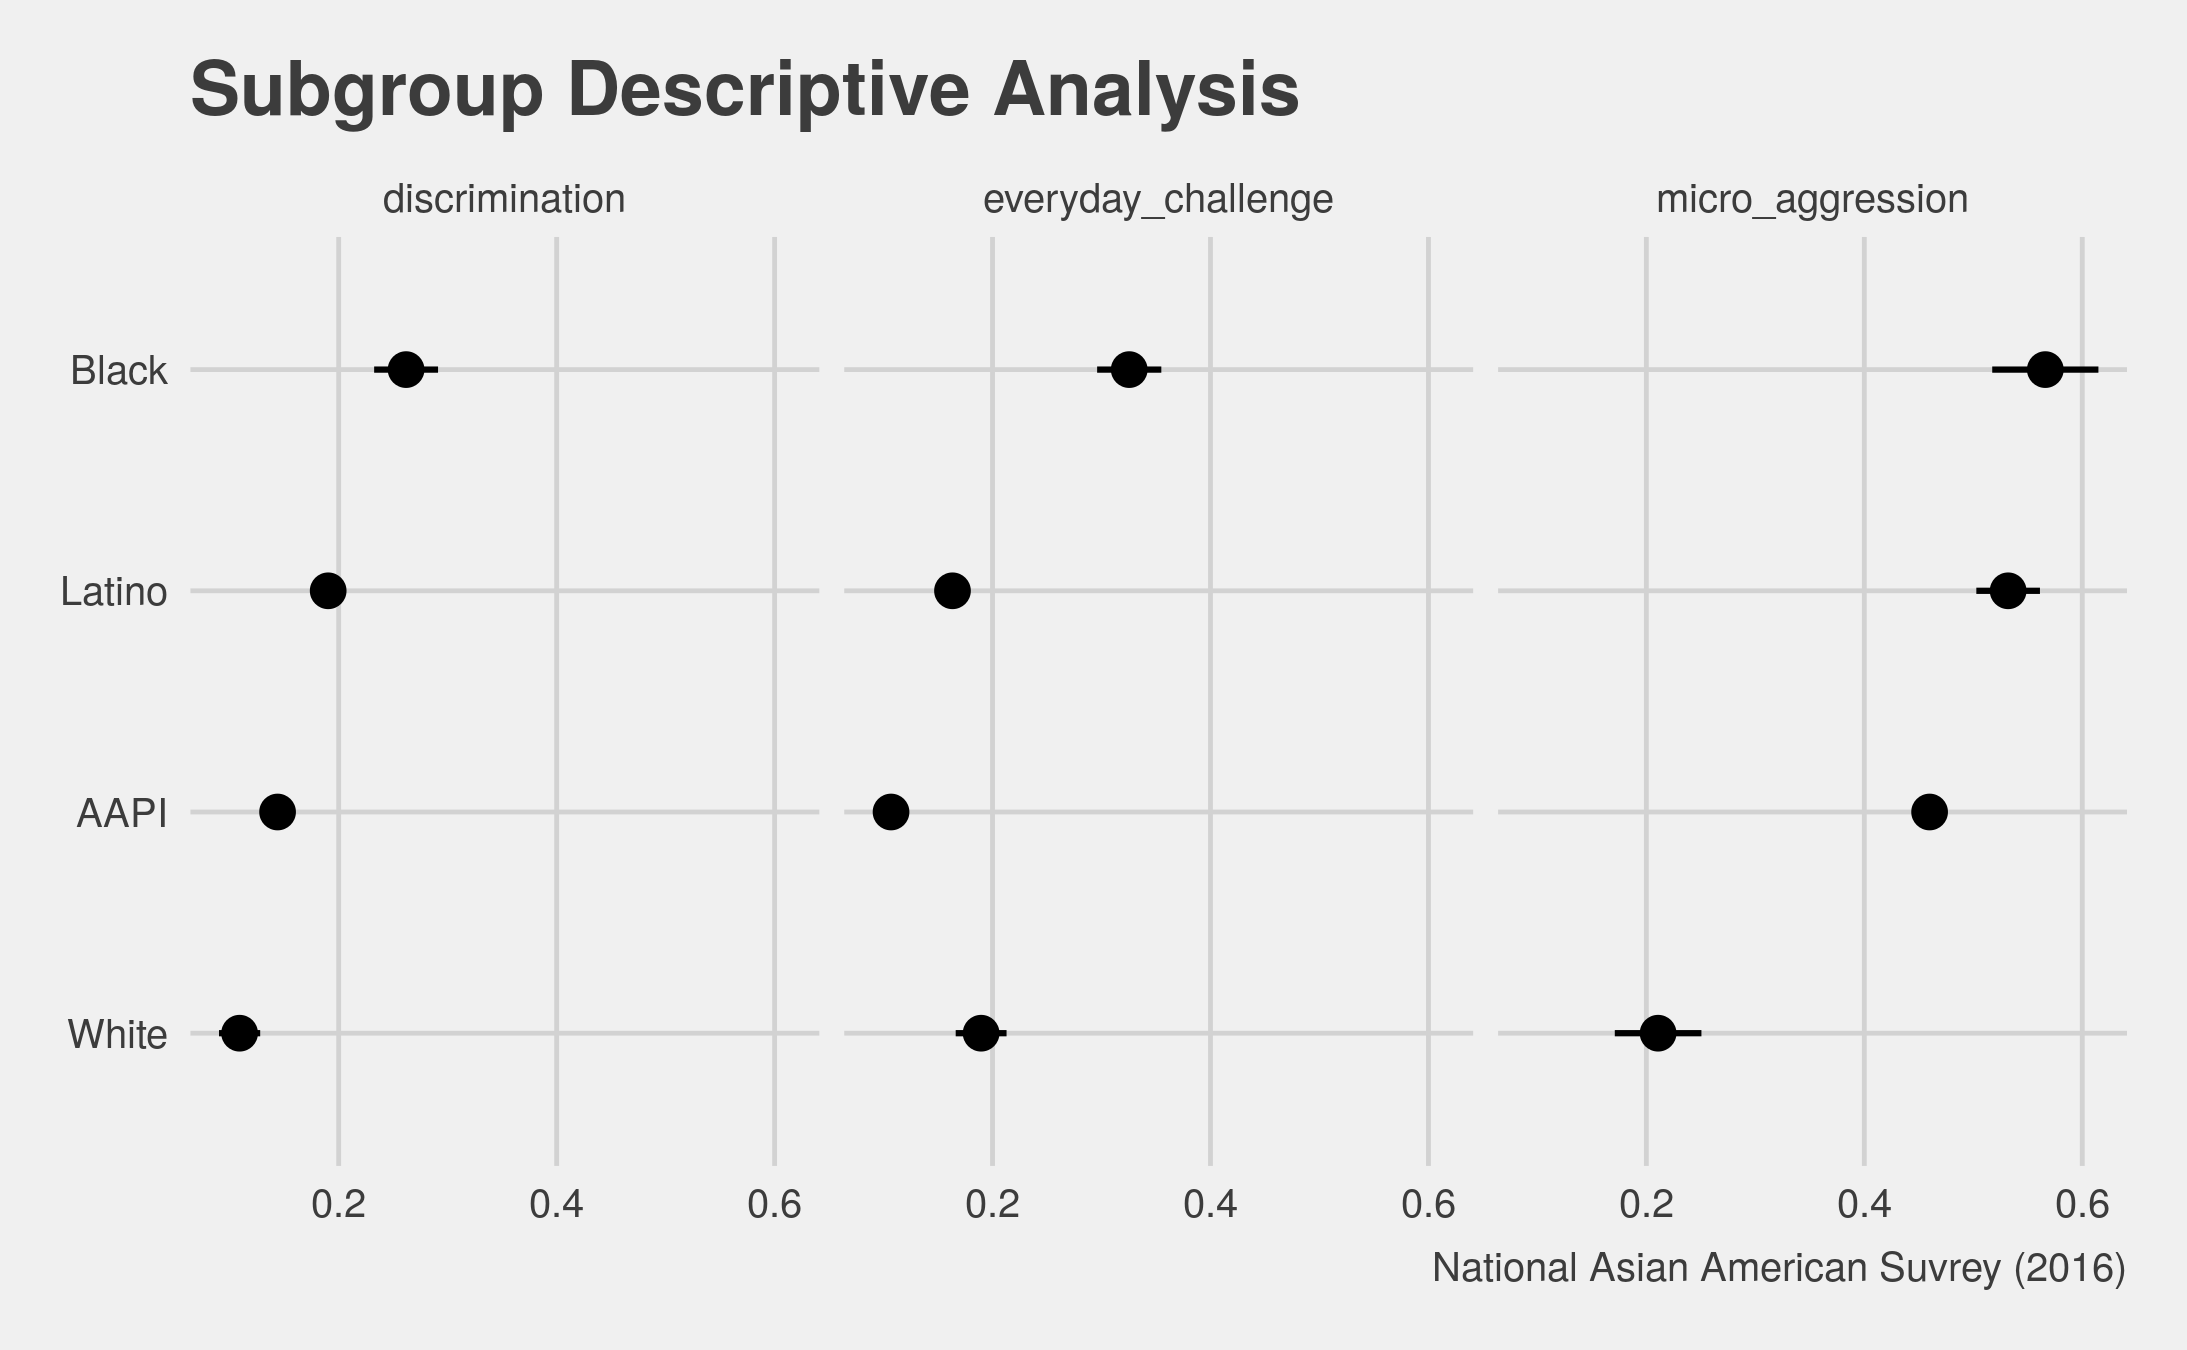 Subgroup Descriptive Analysis
discrimination everyday_challenge micro_aggression
Black
Latino
AAPI
White
0.2 0.4 0.6 0.2 0.4 0.6 0.2 0.4 0.6
National Asian American Suvrey (2016)